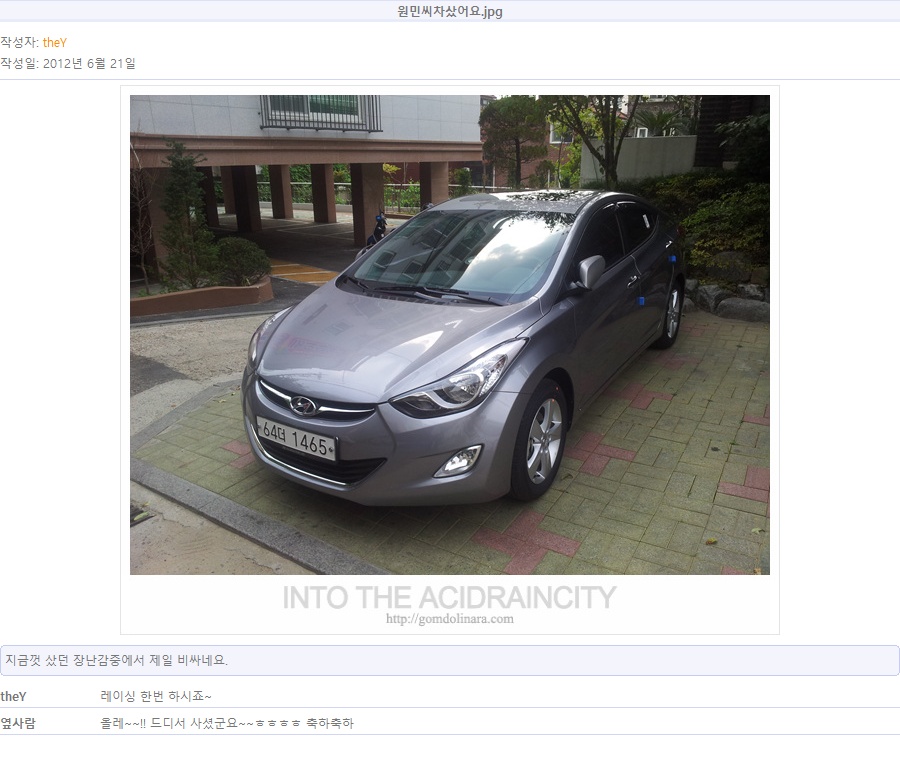 원민씨차샀어요.jpg
작성자: theY
작성일: 2012년 6월 21일
64더 1465
INTO THE ACIDRAINCITY
http://gomdolinara.com
지금껏 샀던 장난감중에서 제일 비싸네요.
theY 레이싱 한번 하시죠~
옆사람 올레~~!! 드디서 사셨군요~~ㅎㅎㅎㅎ 축하축하